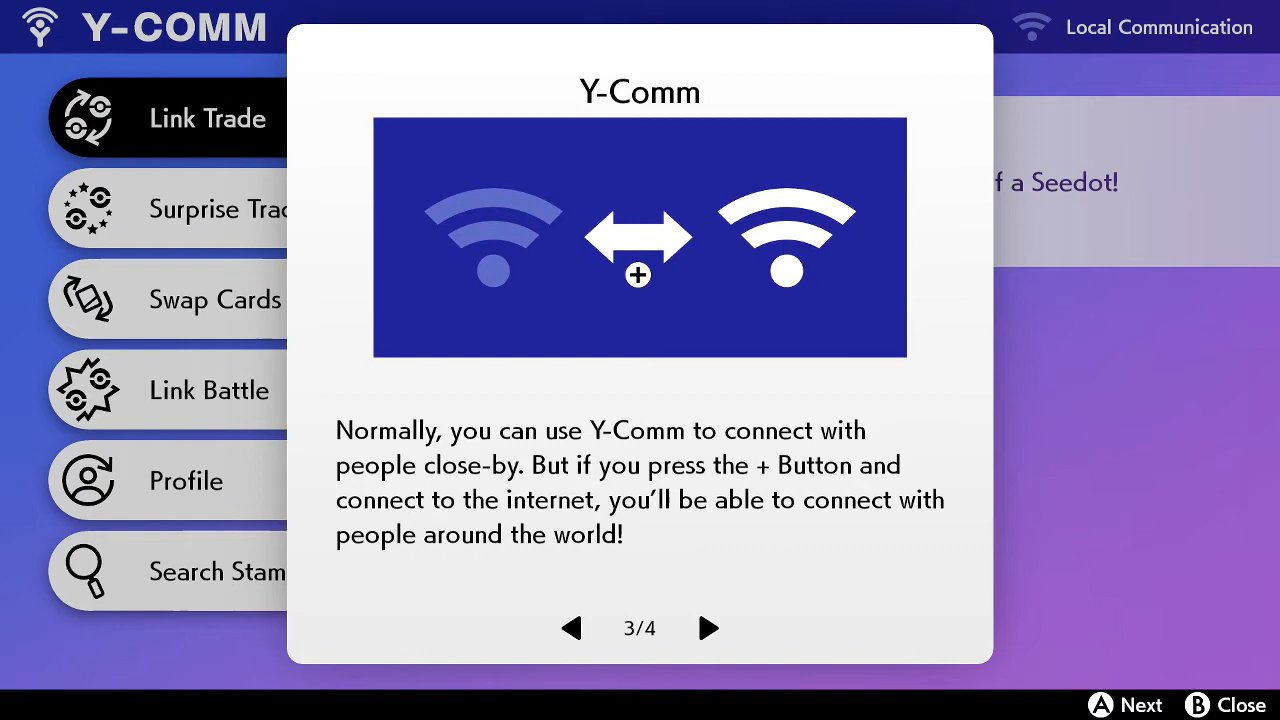 Y-COMM
Local Communication
Link Trade
Surprise Trad
Swap Cards
Link Battle
Profile
Search Stam
f a Seedot!
Y-Comm
Normally, you can use Y-Comm to connect with
people close-by. But if you press the + Button and
connect to the internet, you'll be able to connect with
people around the world!
3/4
A Next
B Close